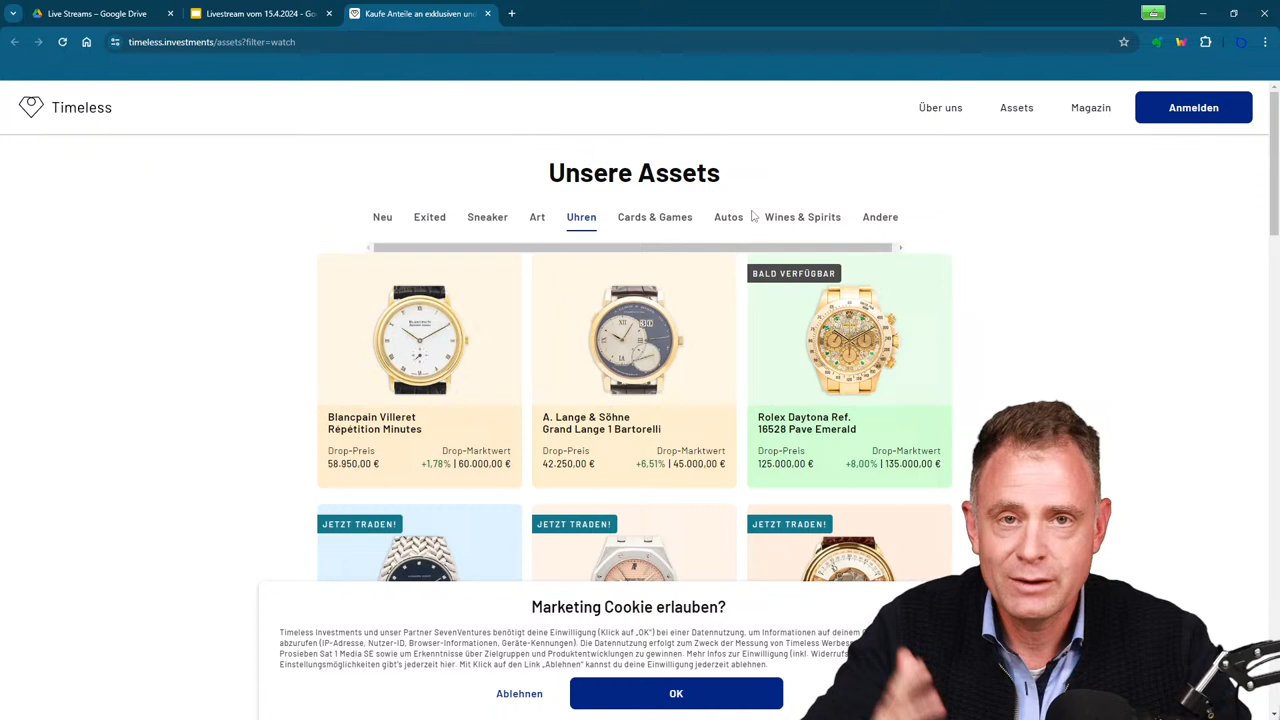 Live Streams – Google Drive
Livestream vom 15.4.2024 – Go
Kaufe Anteile an exklusiven und
timeless.investments/assets?filter=watch
Timeless
Über uns
Assets
Magazin
Anmelden
Unsere Assets
Neu
Exited
Sneaker
Art
Uhren
Cards & Games
Autos
Wines & Spirits
Andere
BALD VERFÜGBAR
Blancpain Villeret
Répétition Minutes
Drop-Preis
Drop-Marktwert
58.950,00 €
+1,78% | 60.000,00 €
A. Lange & Söhne
Grand Lange 1 Bartorelli
Drop-Preis
Drop-Marktwert
42.250,00 €
+6,51% | 45.000,00 €
Rolex Daytona Ref.
16528 Pave Emerald
Drop-Preis
Drop-Marktwert
125.000,00 €
+8,00% | 135.000,00 €
JETZT TRADEN!
JETZT TRADEN!
JETZT TRADEN!
Marketing Cookie erlauben?
Timeless Investments und unser Partner SevenVentures benötigt deine Einwilligung (Klick auf „OK“) bei einer Datennutzung, um Informationen auf deinem
abzurufen (IP-Adresse, Nutzer-ID, Browser-Informationen, Geräte-Kennungen). Die Datennutzung erfolgt zum Zweck der Messung von Timeless
Prosieben Sat 1 Media SE sowie um Erkenntnisse über Zielgruppen und Produktentwicklungen zu gewinnen. Mehr Infos zur Einwilligung (inkl.
Einstellungsmöglichkeiten gibt's jederzeit hier. Mit Klick auf den Link „Ablehnen“ kannst du deine Einwilligung jederzeit ablehnen.
Ablehnen
OK